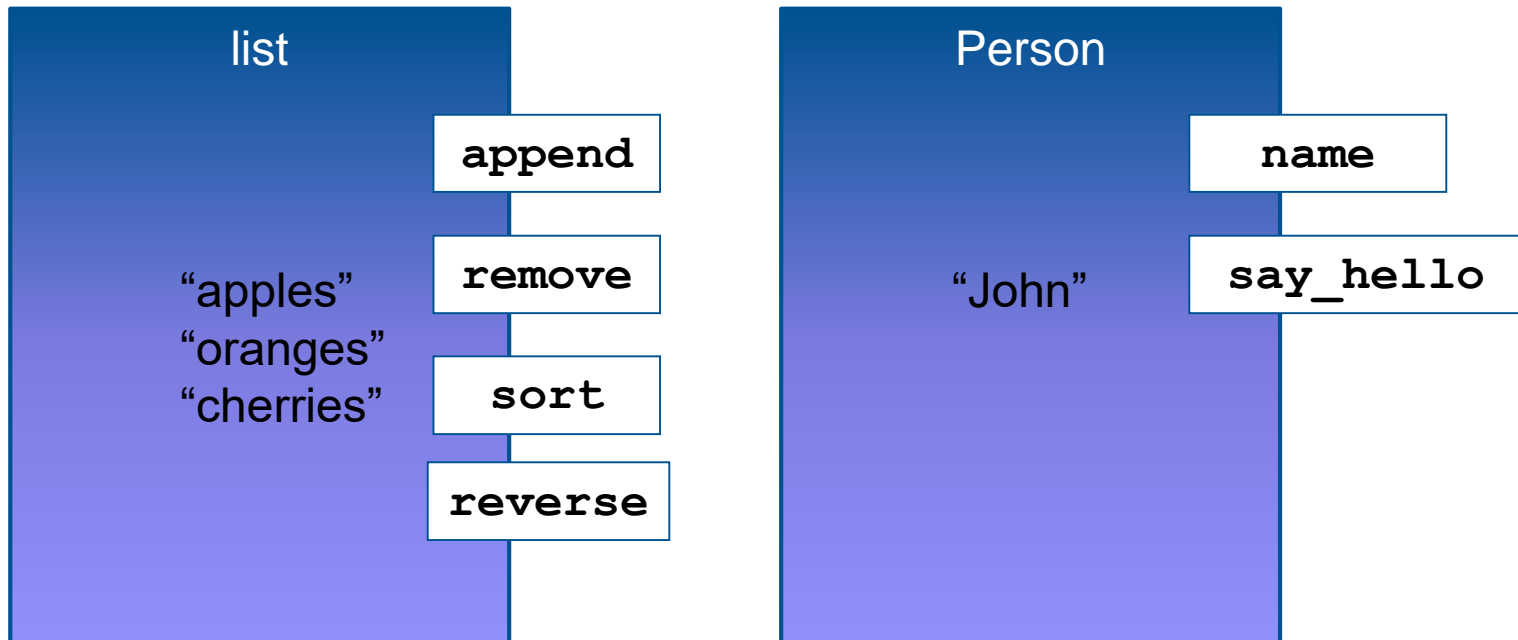 list
append
remove
“apples”
“oranges”
“cherries”
sort
reverse
Person
name
say_hello
“John”